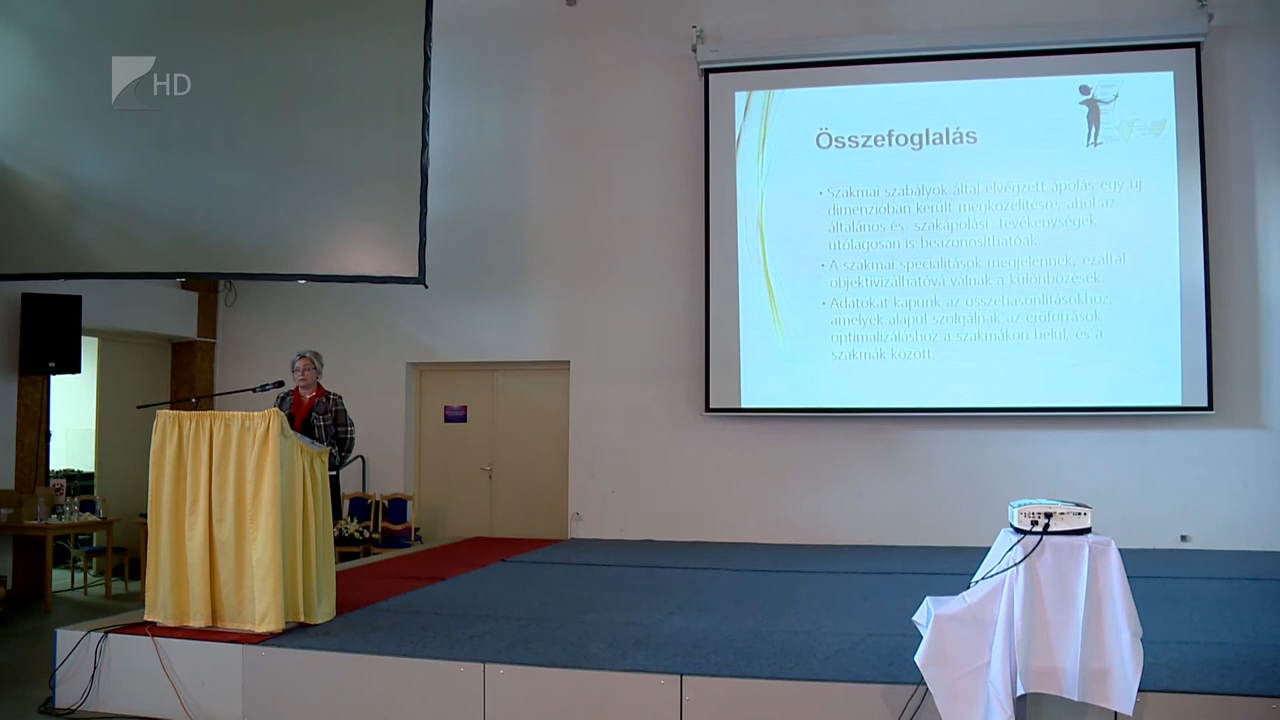 HD
Összefoglalás
• Szakmai szabályok által elvégzett ápolás egy új
dimenzióban került megközelítésre, ahol az
általános és szakápolási tevékenységek
utólagosan is beazonosíthatóak.
• A szakmai specialitások megjelennek, ezáltal
objektivizálhatóvá válnak a különbözések.
• Adatokat kapunk az összehasonlításokhoz,
amelyek alapul szolgálnak az erőforrások
optimalizáláshoz a szakmákon belül, és a
szakmák között.